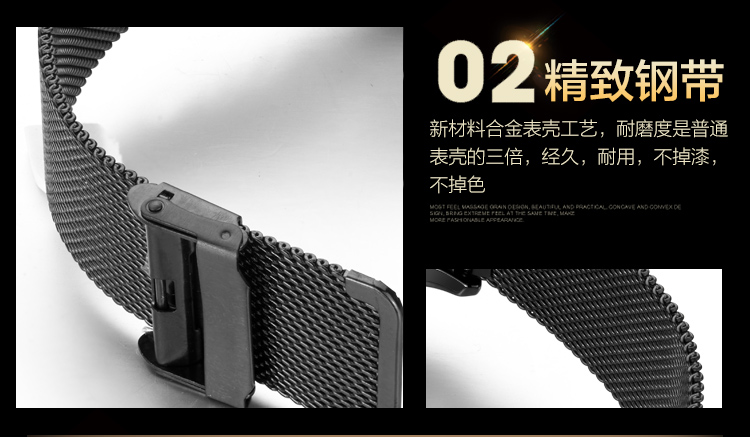 02 精致钢带
新材料合金表壳工艺，耐磨度是普通
表壳的三倍，经久，耐用，不掉漆，
不掉色
MOST FEEL MASSAGE GRAIN DESIGN, BEAUTIFUL AND PRACTICAL, CONCAVE AND CONVEX DE
SIGN, BRING EXTREME FEEL AT THE SAME TIME, MAKE
MORE FASHIONABLE APPEARANCE